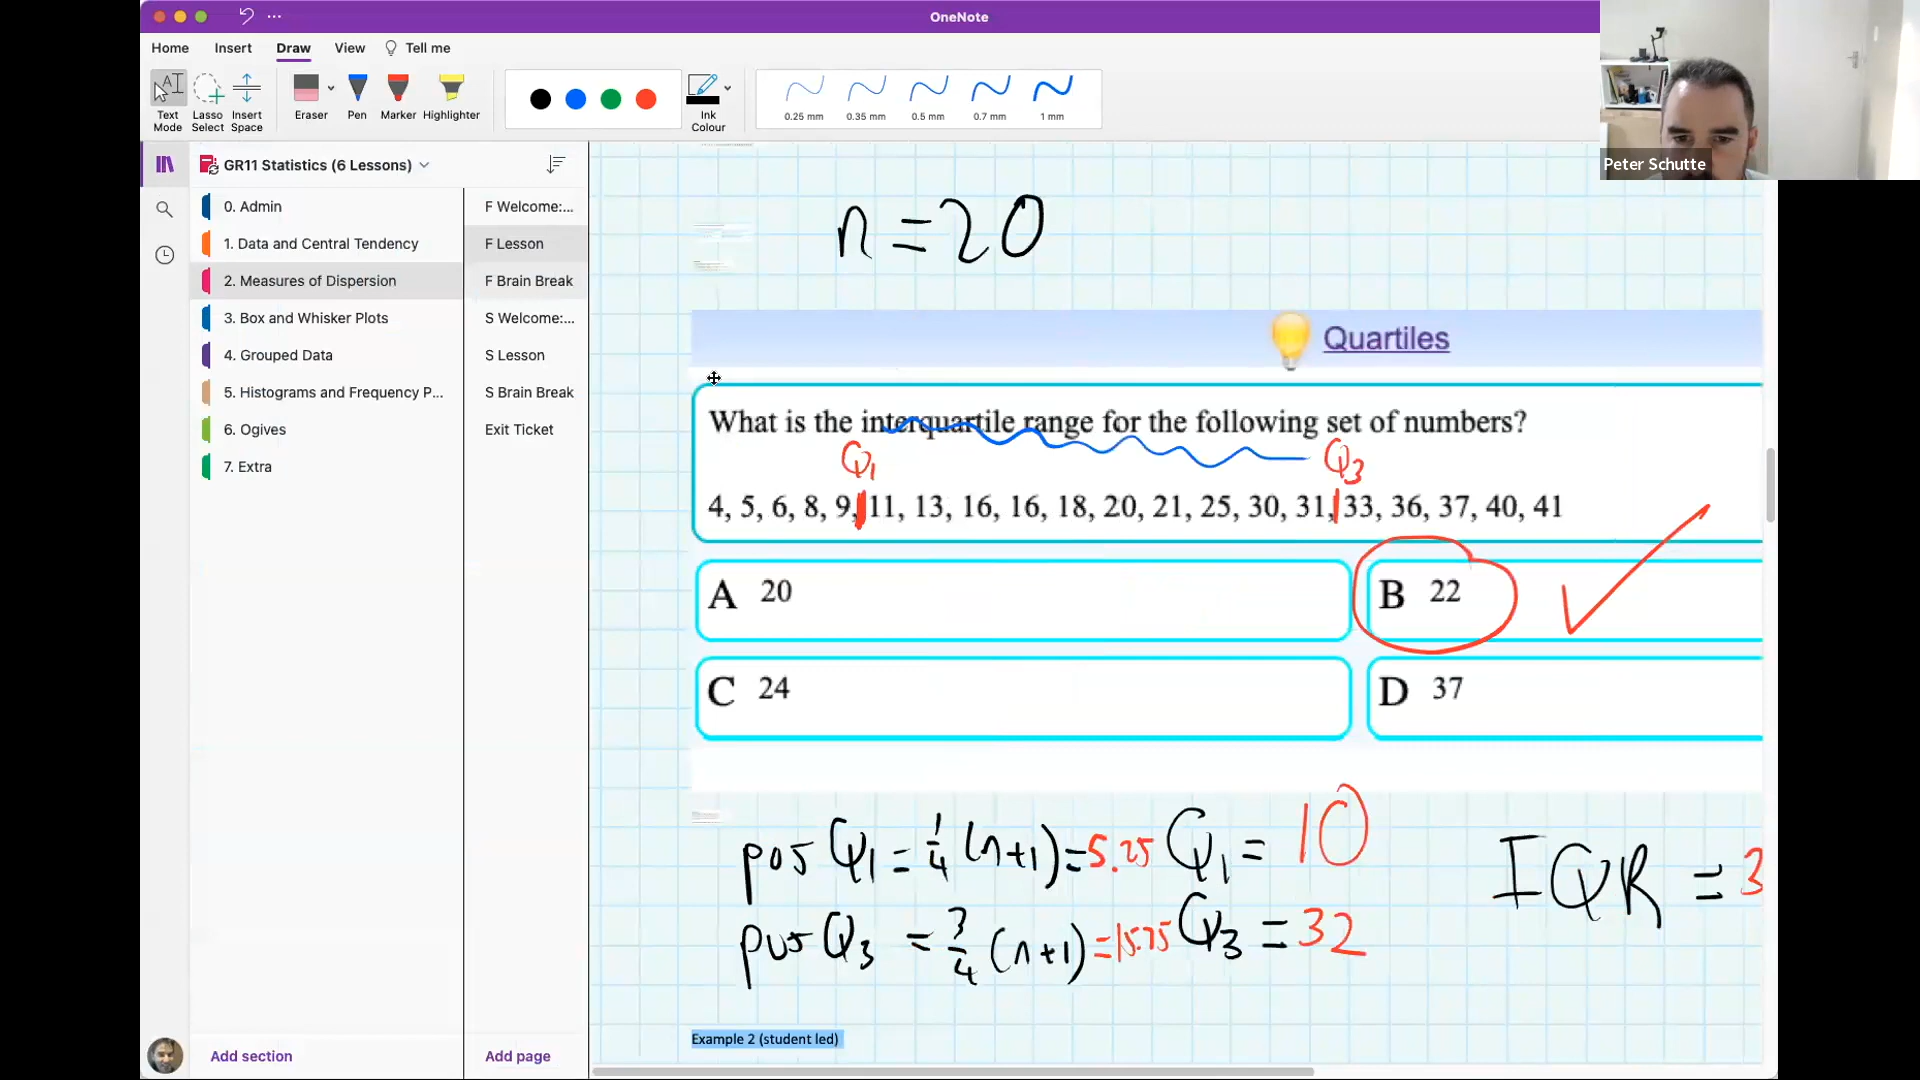 OneNote
Home Insert Draw View Tell me
Text Mode
Lasso Select
Insert Space
Eraser
Pen
Marker
Highlighter
Ink Colour
0.25 mm
0.35 mm
0.5 mm
0.7 mm
1 mm
Peter Schutte
GR11 Statistics (6 Lessons)
0. Admin
1. Data and Central Tendency
2. Measures of Dispersion
3. Box and Whisker Plots
4. Grouped Data
5. Histograms and Frequency P...
6. Ogives
7. Extra
Add section
F Welcome:...
F Lesson
F Brain Break
S Welcome:...
S Lesson
S Brain Break
Exit Ticket
Add page
n = 20
Quartiles
What is the interquartile range for the following set of numbers?
Q1 Q3
4, 5, 6, 8, 9, 11, 13, 16, 16, 18, 20, 21, 25, 30, 31, 33, 36, 37, 40, 41
A 20
B 22
C 24
D 37
pos Q1 = 1/4 (n+1) = 5.25 Q1 = 10
pos Q3 = 3/4 (n+1) = 15.75 Q3 = 32
IQR = 3
Example 2 (student led)